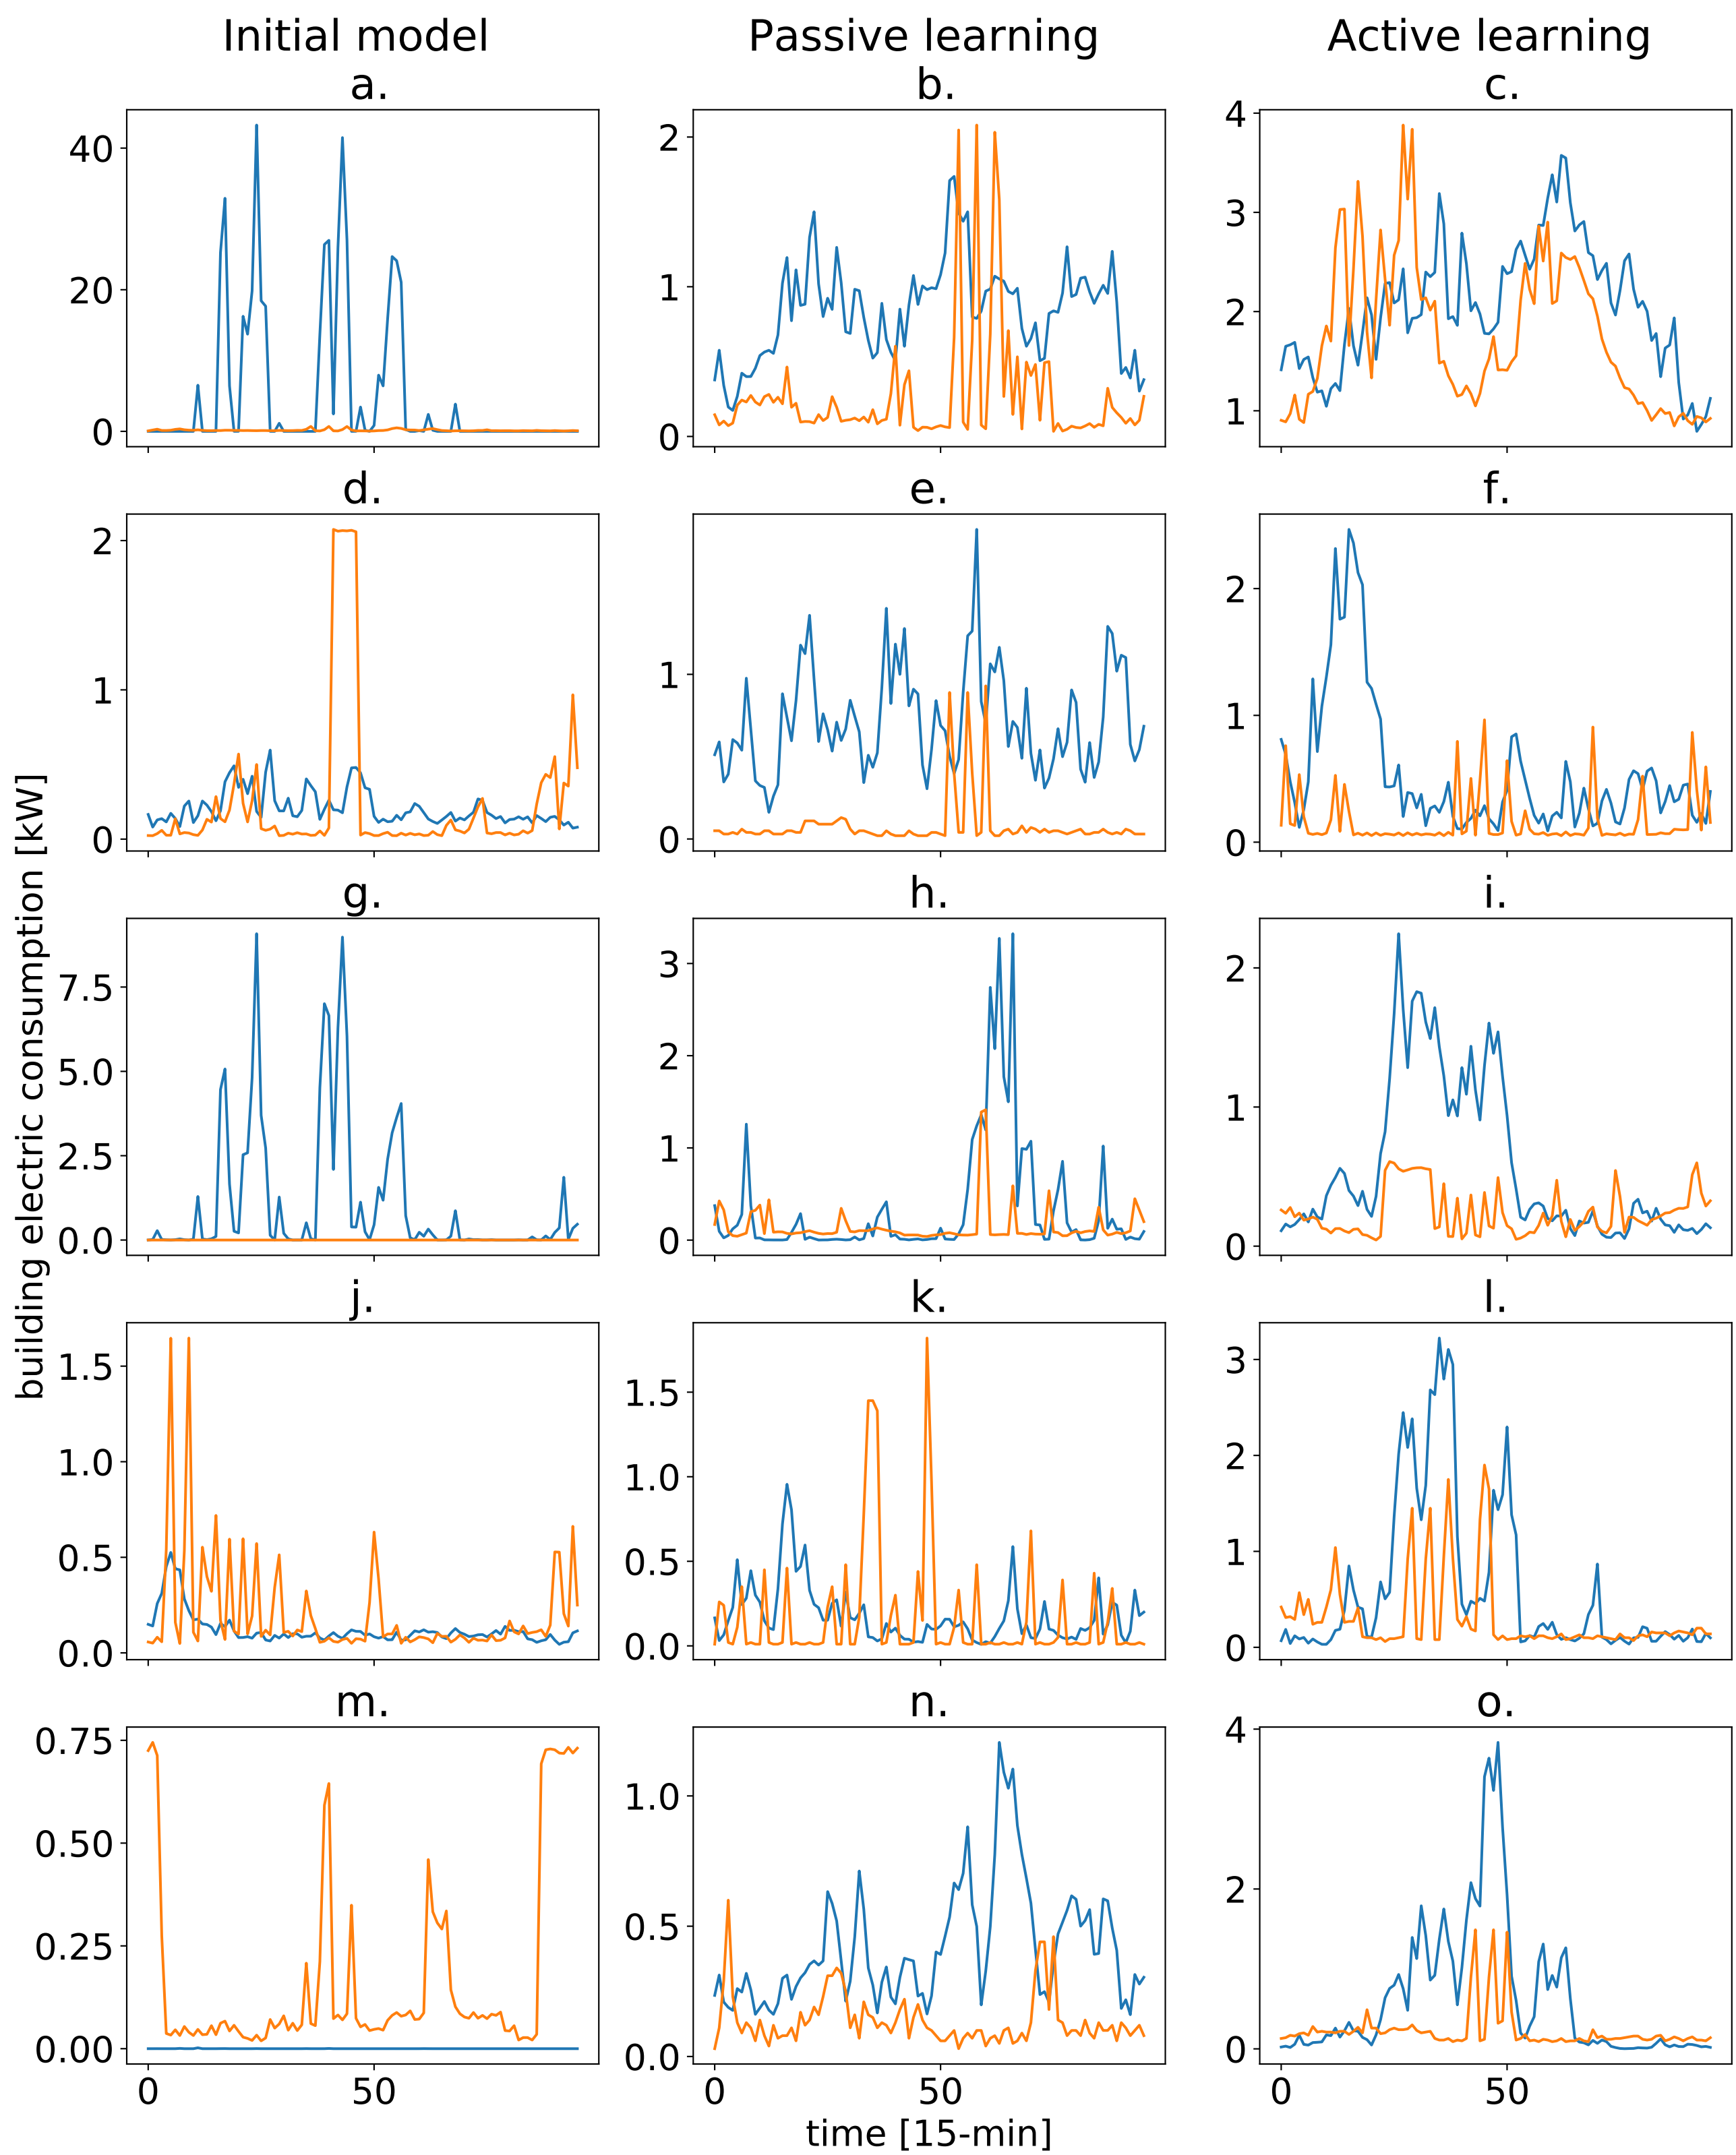 Initial model
Passive learning
Active learning
a.
b.
c.
40
20
0
2
1
0
4
3
2
1
d.
e.
f.
2
1
0
1
0
2
1
0
g.
h.
i.
7.5
5.0
2.5
0.0
3
2
1
0
2
1
0
building electric consumption [kW]
j.
k.
l.
1.5
1.0
0.5
0.0
1.5
1.0
0.5
0.0
3
2
1
0
m.
n.
o.
0.75
0.50
0.25
0.00
1.0
0.5
0.0
4
2
0
0
50
0
50
0
50
time [15-min]